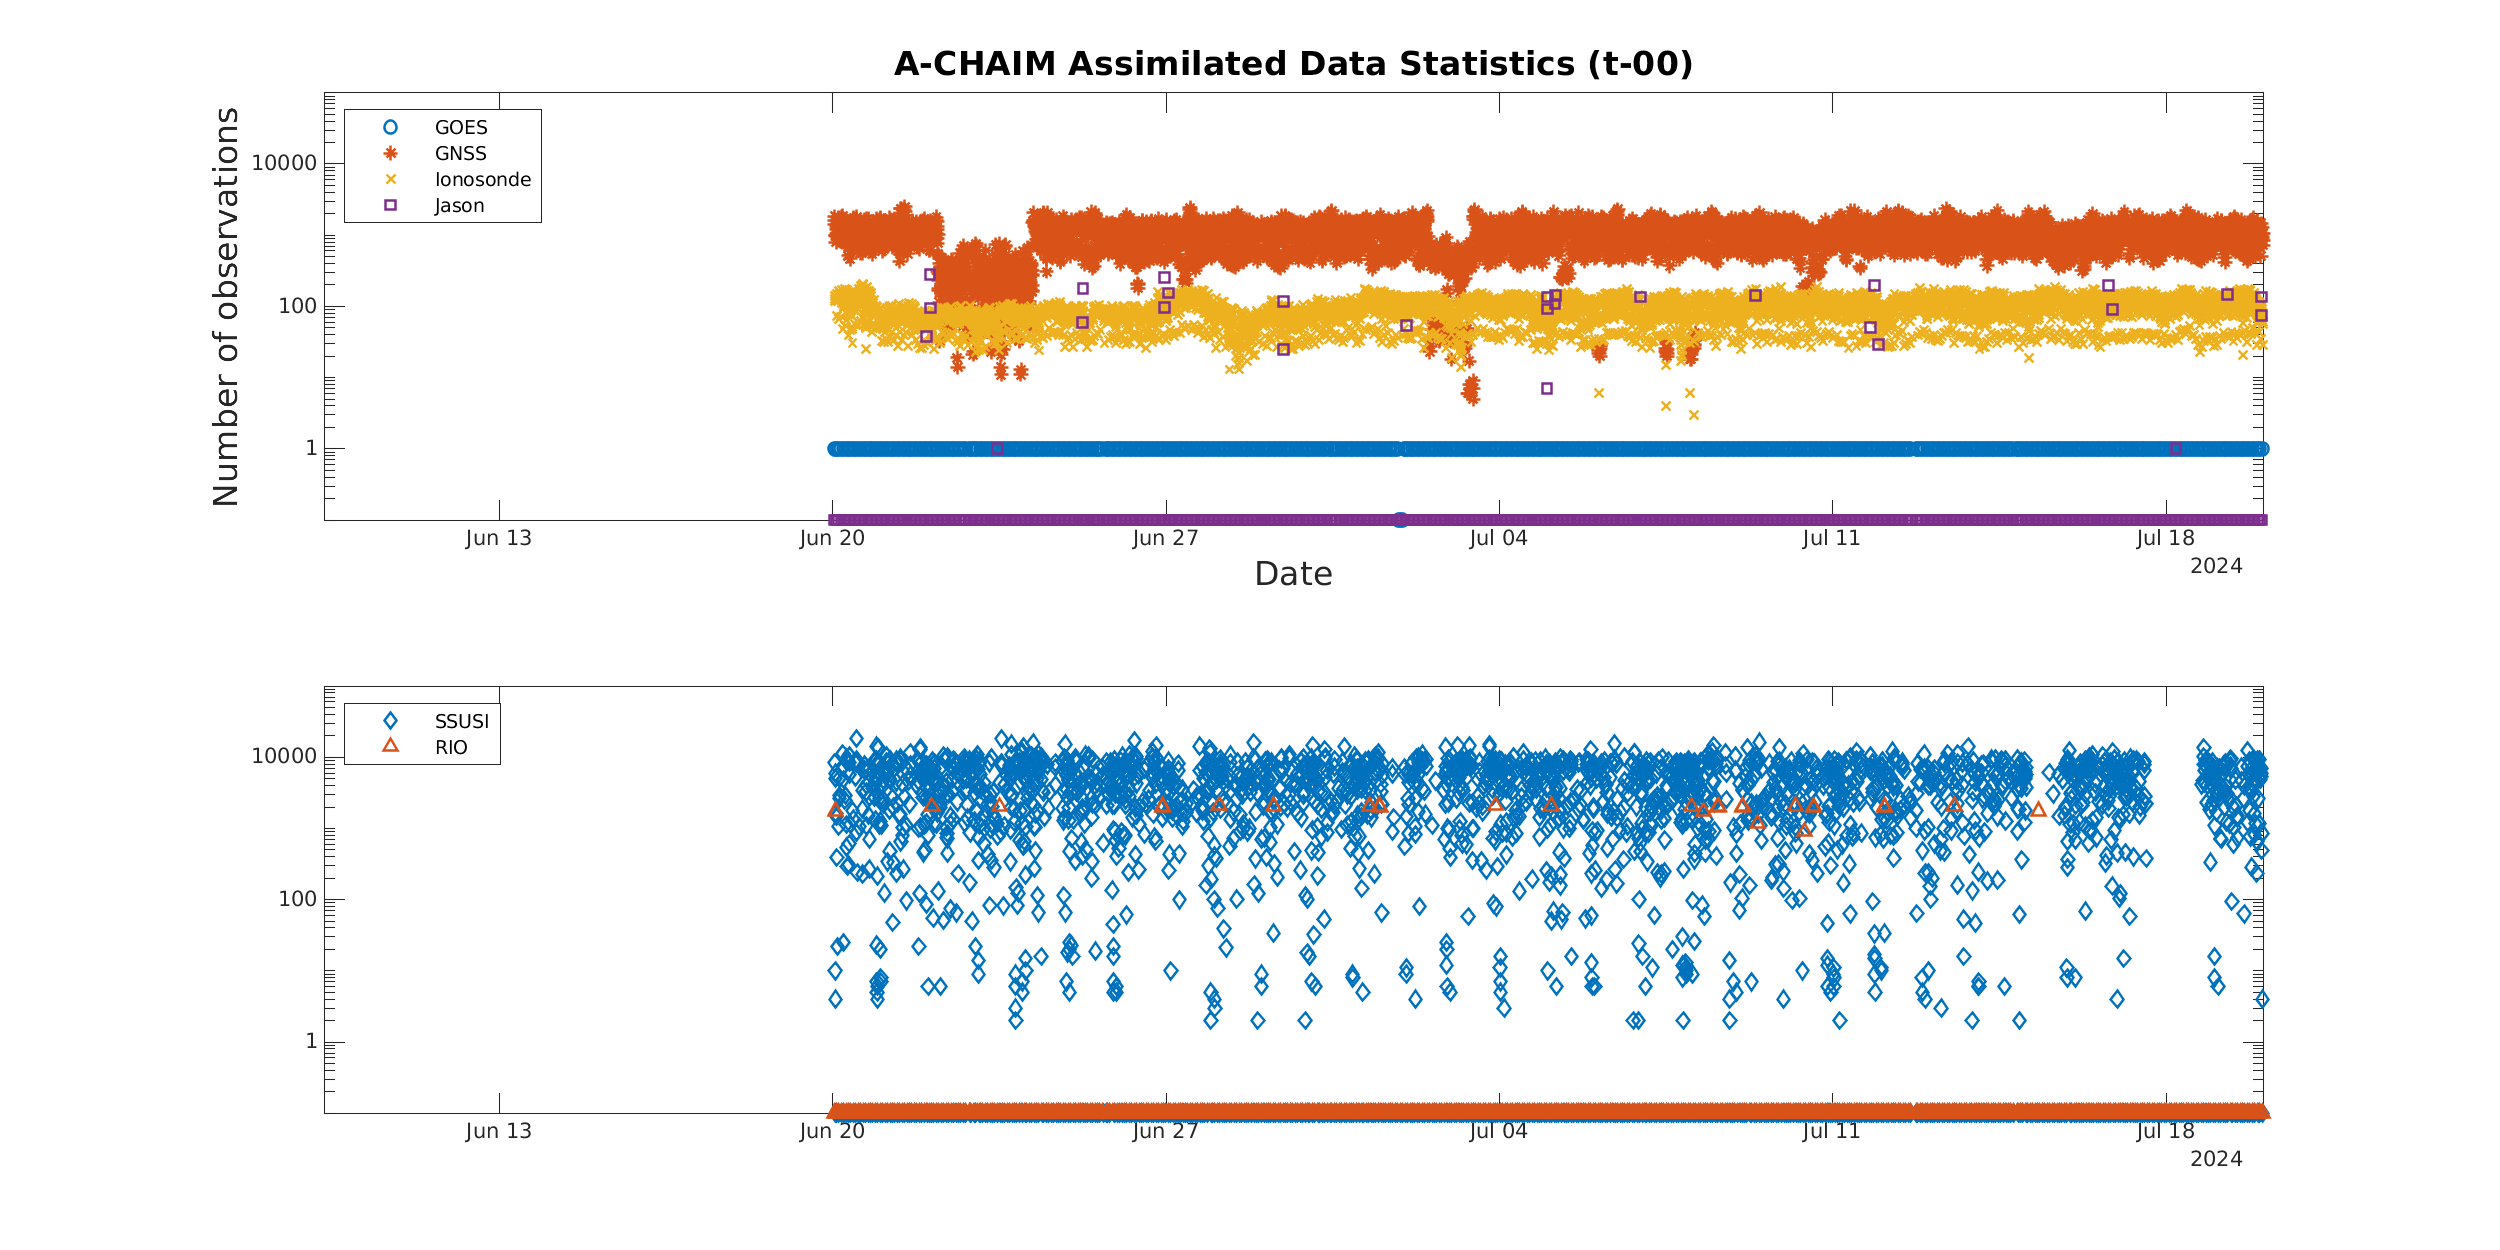 A-CHAIM Assimilated Data Statistics (t-00)
Number of observations
10000
100
1
GOES
GNSS
Ionosonde
Jason
Jun 13 Jun 20 Jun 27 Jul 04 Jul 11 Jul 18
2024
Date
10000
100
1
SSUSI
RIO
Jun 13 Jun 20 Jun 27 Jul 04 Jul 11 Jul 18
2024